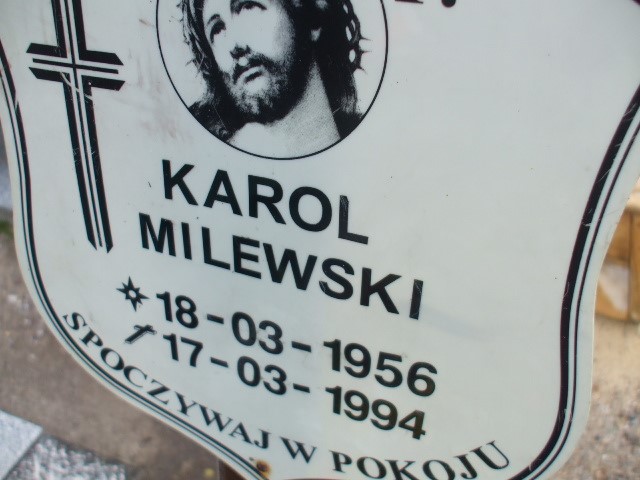 KAROL
MILEWSKI
18-03-1956
17-03-1994
SPOCZYWAJ W POKOJU